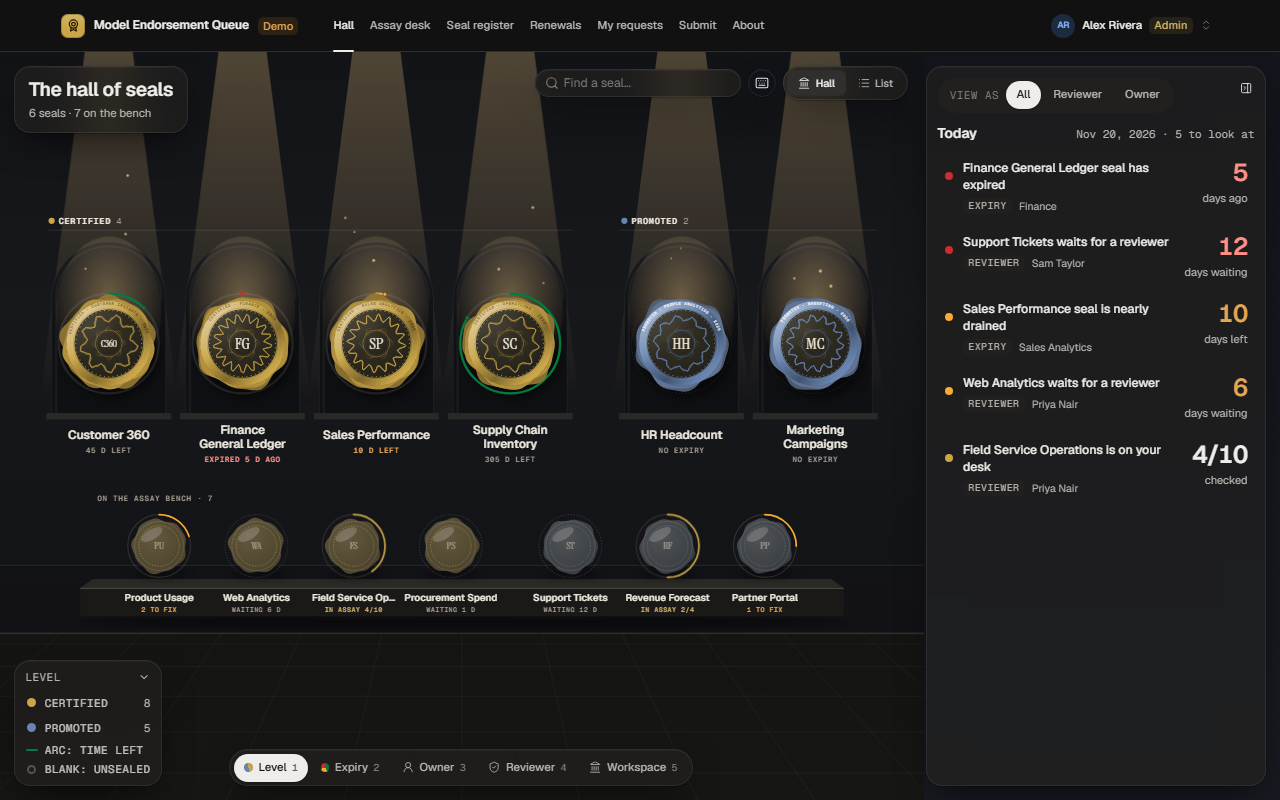 Model Endorsement Queue Demo
Hall Assay desk Seal register Renewals My requests Submit About
AR Alex Rivera Admin
The hall of seals
6 seals · 7 on the bench
Find a seal...
Hall List
CERTIFIED 4
PROMOTED 2
C360 FG SP SC HH MC
Customer 360
45 D LEFT
Finance
General Ledger
EXPIRED 5 D AGO
Sales Performance
10 D LEFT
Supply Chain
Inventory
305 D LEFT
HR Headcount
NO EXPIRY
Marketing
Campaigns
NO EXPIRY
ON THE ASSAY BENCH · 7
PU WA FS PS ST RF PP
Product Usage
2 TO FIX
Web Analytics
WAITING 6 D
Field Service Op…
IN ASSAY 4/10
Procurement Spend
WAITING 1 D
Support Tickets
WAITING 12 D
Revenue Forecast
IN ASSAY 2/4
Partner Portal
1 TO FIX
LEVEL
CERTIFIED 8
PROMOTED 5
ARC: TIME LEFT
BLANK: UNSEALED
Level 1 Expiry 2 Owner 3 Reviewer 4 Workspace 5
VIEW AS All Reviewer Owner
Today Nov 20, 2026 · 5 to look at
Finance General Ledger seal has
expired
EXPIRY Finance
5
days ago
Support Tickets waits for a reviewer
REVIEWER Sam Taylor
12
days waiting
Sales Performance seal is nearly
drained
EXPIRY Sales Analytics
10
days left
Web Analytics waits for a reviewer
REVIEWER Priya Nair
6
days waiting
Field Service Operations is on your
desk
REVIEWER Priya Nair
4/10
checked